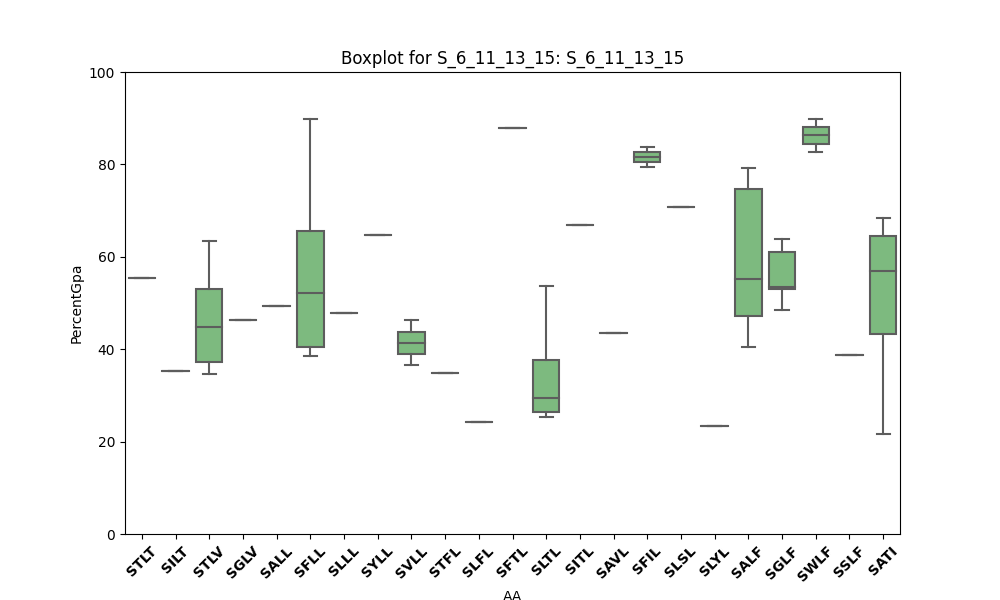 Boxplot for S_6_11_13_15: S_6_11_13_15
100
80
60
40
20
0
PercentGpa
STLT SILT STLV SGLV SALL SFLL SLLL SYLL SVLL STFL SLFL SFTL SLTL SITL SAVL SFIL SLSL SLYL SALF SGLF SWLF SSLF SATI
AA